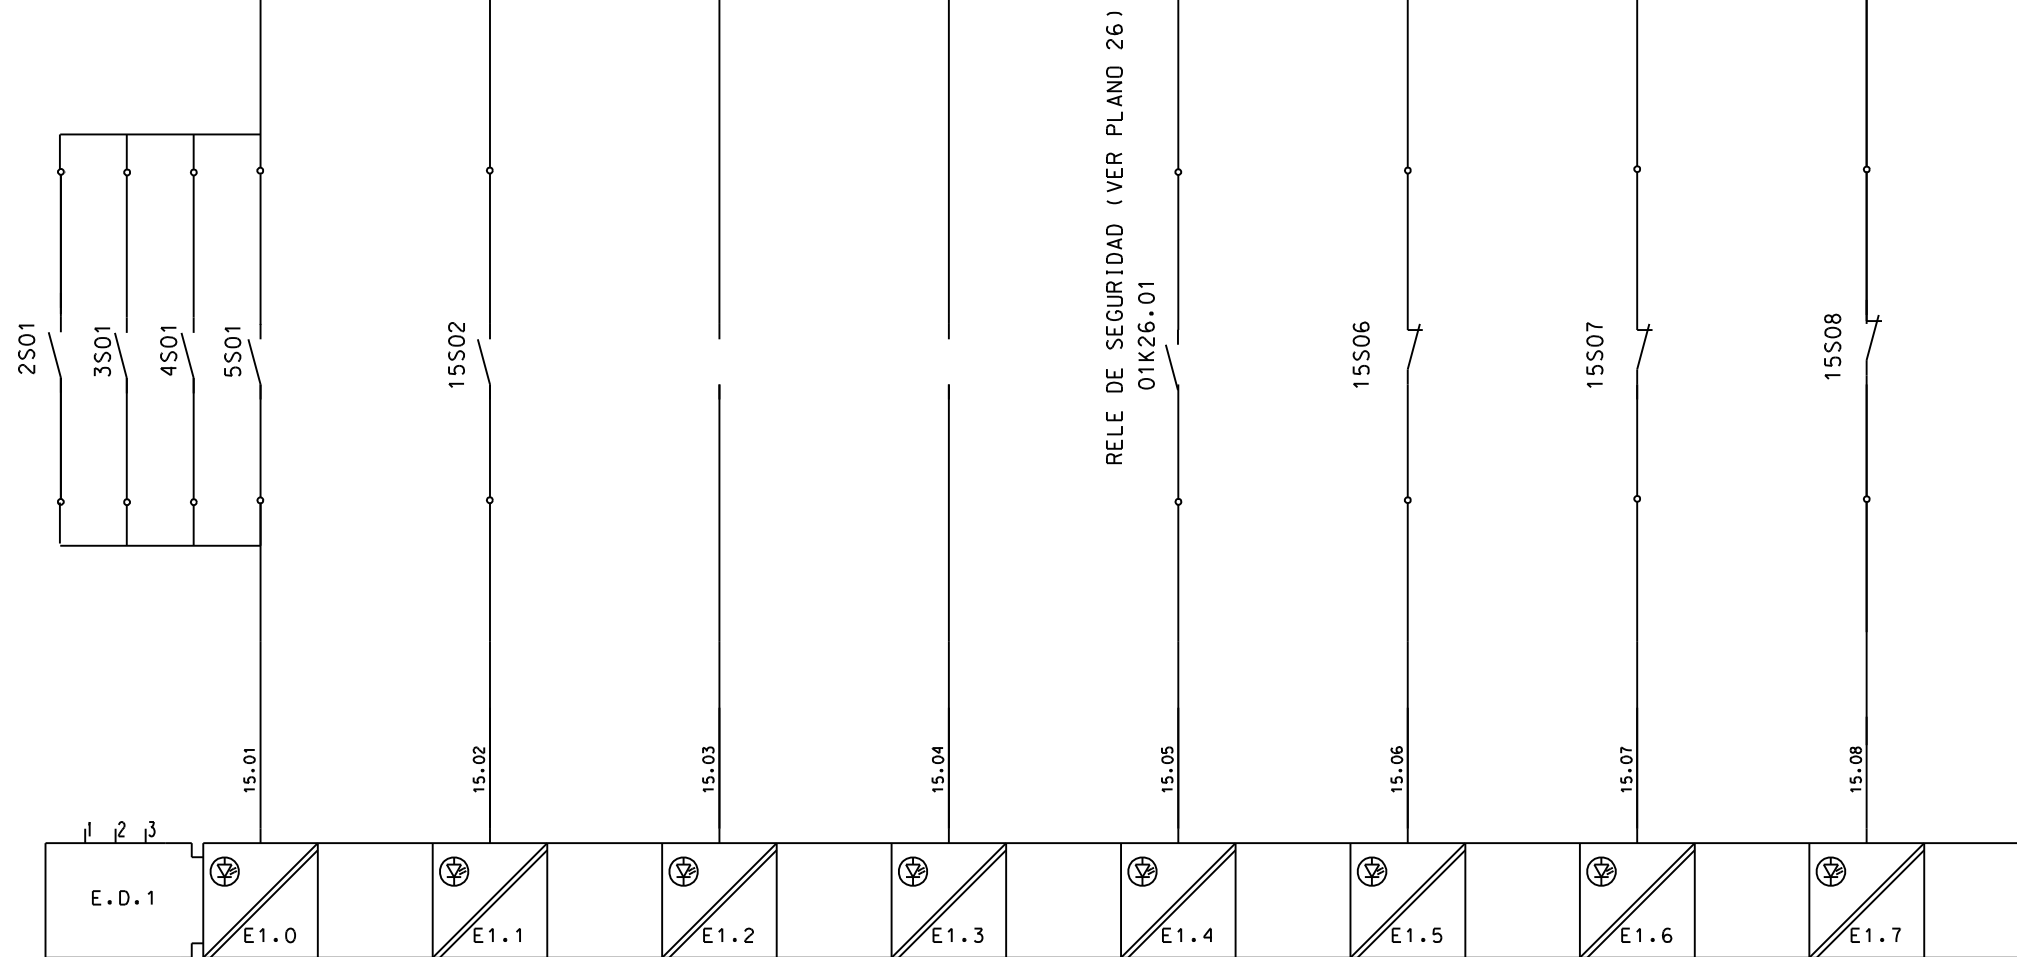 RELE DE SEGURIDAD (VER PLANO 26)
01K26.01
2S01
3S01
4S01
5S01
15S02
15S06
15S07
15S08
15.01
15.02
15.03
15.04
15.05
15.06
15.07
15.08
1 2 3
E.D.1
E1.0
E1.1
E1.2
E1.3
E1.4
E1.5
E1.6
E1.7